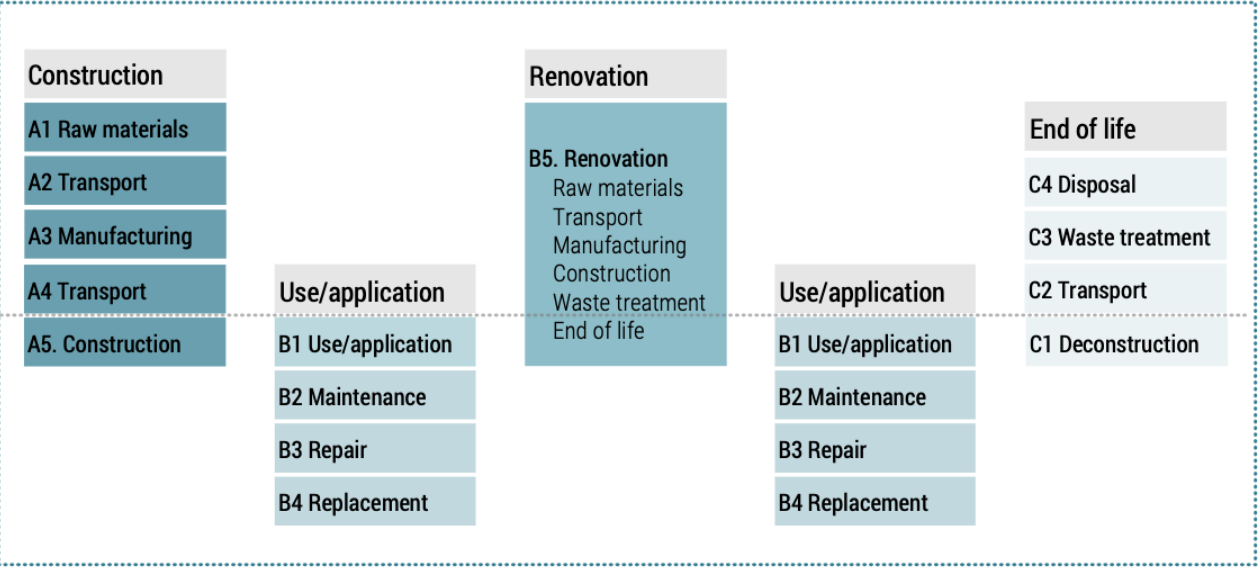 Construction
A1 Raw materials
A2 Transport
A3 Manufacturing
A4 Transport
A5. Construction
Use/application
B1 Use/application
B2 Maintenance
B3 Repair
B4 Replacement
Renovation
B5. Renovation
Raw materials
Transport
Manufacturing
Construction
Waste treatment
End of life
Use/application
B1 Use/application
B2 Maintenance
B3 Repair
B4 Replacement
End of life
C4 Disposal
C3 Waste treatment
C2 Transport
C1 Deconstruction